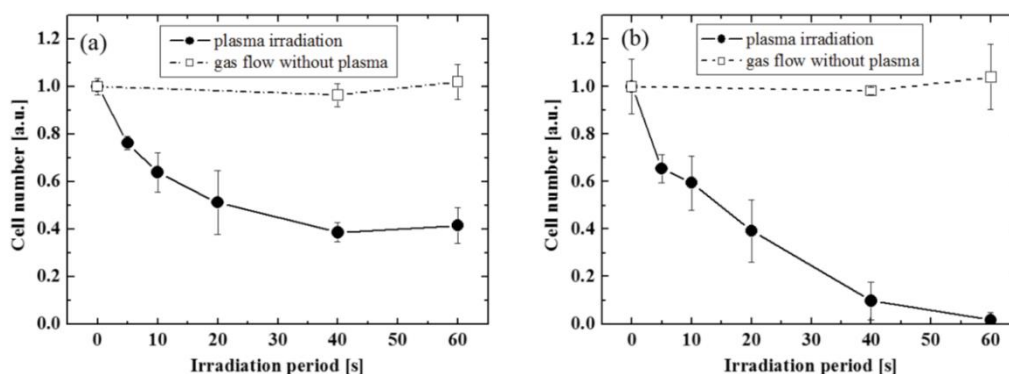 (a)
plasma irradiation
gas flow without plasma
1.2
1.0
0.8
0.6
0.4
0.2
0.0
Cell number [a.u.]
0 10 20 30 40 50 60
Irradiation period [s]
(b)
plasma irradiation
gas flow without plasma
1.2
1.0
0.8
0.6
0.4
0.2
0.0
Cell number [a.u.]
0 10 20 30 40 50 60
Irradiation period [s]